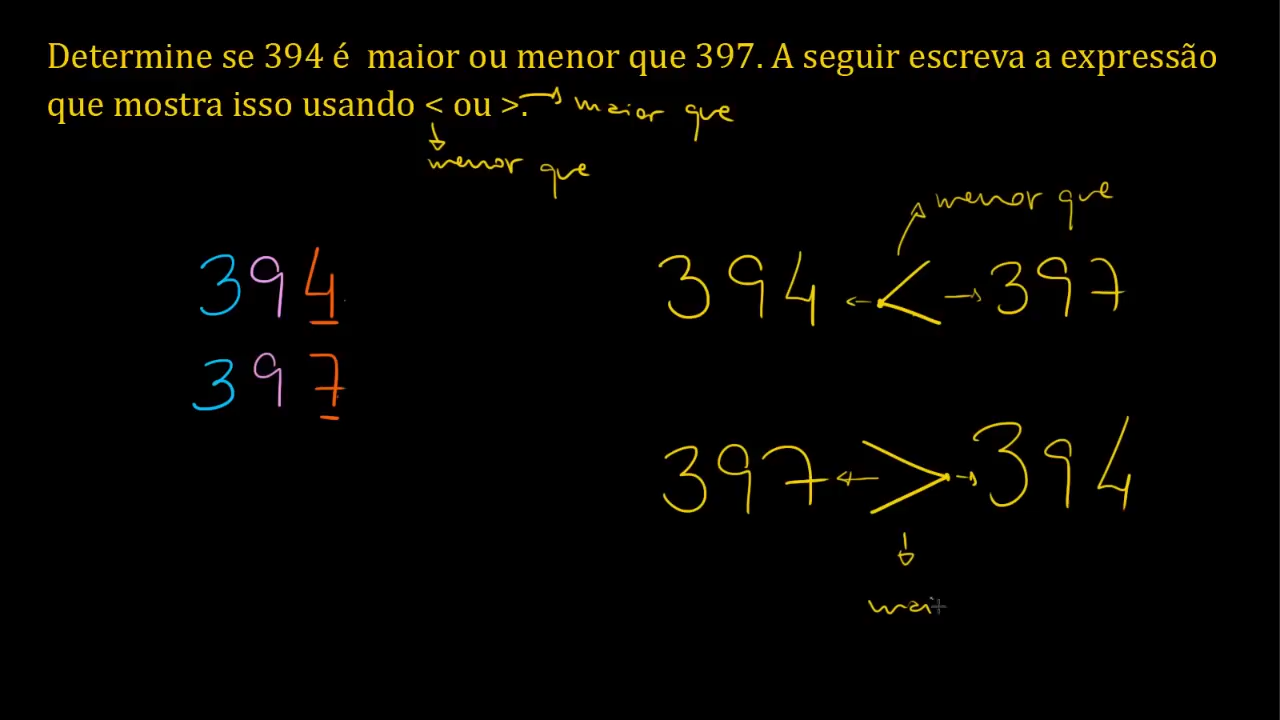 Determine se 394 é maior ou menor que 397. A seguir escreva a expressão
que mostra isso usando < ou >. → maior que
menor que
menor que
394
394 < 397
397
397 > 394
mai